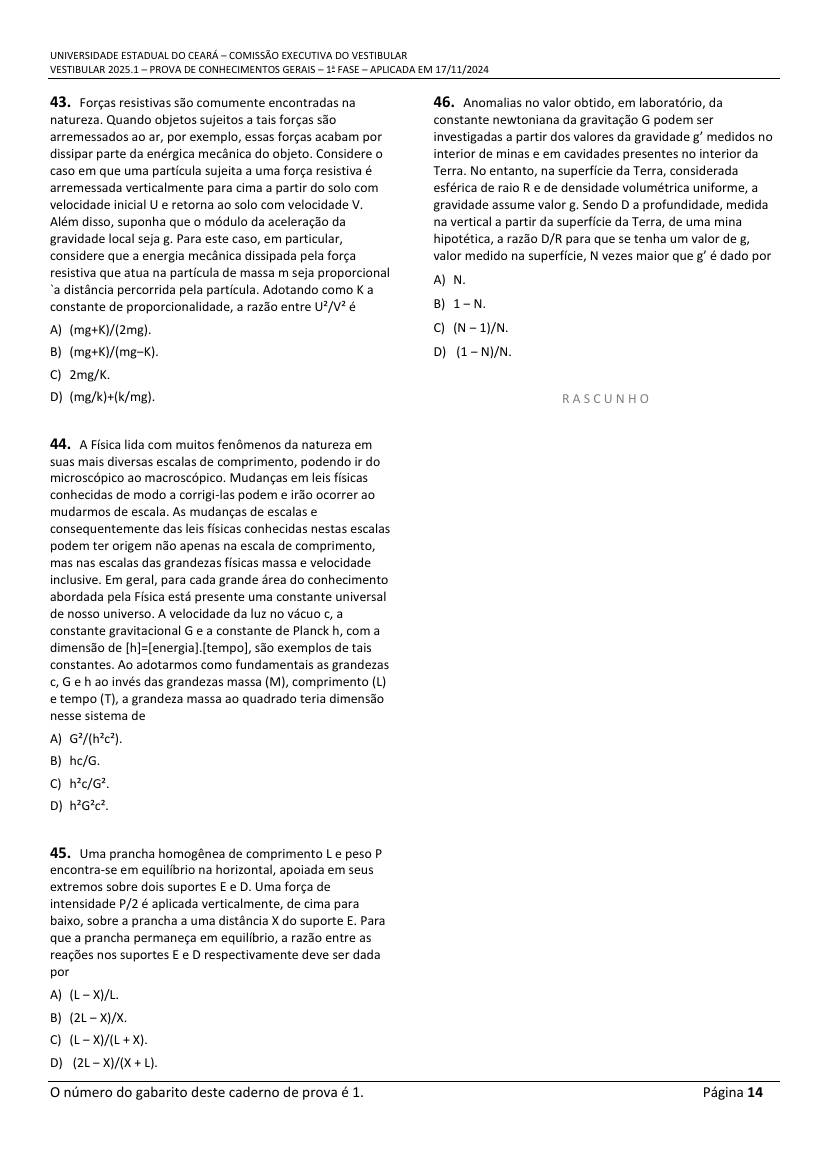 UNIVERSIDADE ESTADUAL DO CEARÁ – COMISSÃO EXECUTIVA DO VESTIBULAR
VESTIBULAR 2025.1 – PROVA DE CONHECIMENTOS GERAIS – 1ª FASE – APLICADA EM 17/11/2024
43. Forças resistivas são comumente encontradas na
natureza. Quando objetos sujeitos a tais forças são
arremessados ao ar, por exemplo, essas forças acabam por
dissipar parte da enérgica mecânica do objeto. Considere o
caso em que uma partícula sujeita a uma força resistiva é
arremessada verticalmente para cima a partir do solo com
velocidade inicial U e retorna ao solo com velocidade V.
Além disso, suponha que o módulo da aceleração da
gravidade local seja g. Para este caso, em particular,
considere que a energia mecânica dissipada pela força
resistiva que atua na partícula de massa m seja proporcional
`a distância percorrida pela partícula. Adotando como K a
constante de proporcionalidade, a razão entre U²/V² é
A) (mg+K)/(2mg).
B) (mg+K)/(mg–K).
C) 2mg/K.
D) (mg/k)+(k/mg).
44. A Física lida com muitos fenômenos da natureza em
suas mais diversas escalas de comprimento, podendo ir do
microscópico ao macroscópico. Mudanças em leis físicas
conhecidas de modo a corrigi-las podem e irão ocorrer ao
mudarmos de escala. As mudanças de escalas e
consequentemente das leis físicas conhecidas nestas escalas
podem ter origem não apenas na escala de comprimento,
mas nas escalas das grandezas físicas massa e velocidade
inclusive. Em geral, para cada grande área do conhecimento
abordada pela Física está presente uma constante universal
de nosso universo. A velocidade da luz no vácuo c, a
constante gravitacional G e a constante de Planck h, com a
dimensão de [h]=[energia].[tempo], são exemplos de tais
constantes. Ao adotarmos como fundamentais as grandezas
c, G e h ao invés das grandezas massa (M), comprimento (L)
e tempo (T), a grandeza massa ao quadrado teria dimensão
nesse sistema de
A) G²/(h²c²).
B) hc/G.
C) h²c/G².
D) h²G²c².
45. Uma prancha homogênea de comprimento L e peso P
encontra-se em equilíbrio na horizontal, apoiada em seus
extremos sobre dois suportes E e D. Uma força de
intensidade P/2 é aplicada verticalmente, de cima para
baixo, sobre a prancha a uma distância X do suporte E. Para
que a prancha permaneça em equilíbrio, a razão entre as
reações nos suportes E e D respectivamente deve ser dada
por
A) (L – X)/L.
B) (2L – X)/X.
C) (L – X)/(L + X).
D) (2L – X)/(X + L).
46. Anomalias no valor obtido, em laboratório, da
constante newtoniana da gravitação G podem ser
investigadas a partir dos valores da gravidade g’ medidos no
interior de minas e em cavidades presentes no interior da
Terra. No entanto, na superfície da Terra, considerada
esférica de raio R e de densidade volumétrica uniforme, a
gravidade assume valor g. Sendo D a profundidade, medida
na vertical a partir da superfície da Terra, de uma mina
hipotética, a razão D/R para que se tenha um valor de g,
valor medido na superfície, N vezes maior que g’ é dado por
A) N.
B) 1 – N.
C) (N – 1)/N.
D) (1 – N)/N.
R A S C U N H O
O número do gabarito deste caderno de prova é 1.
Página 14